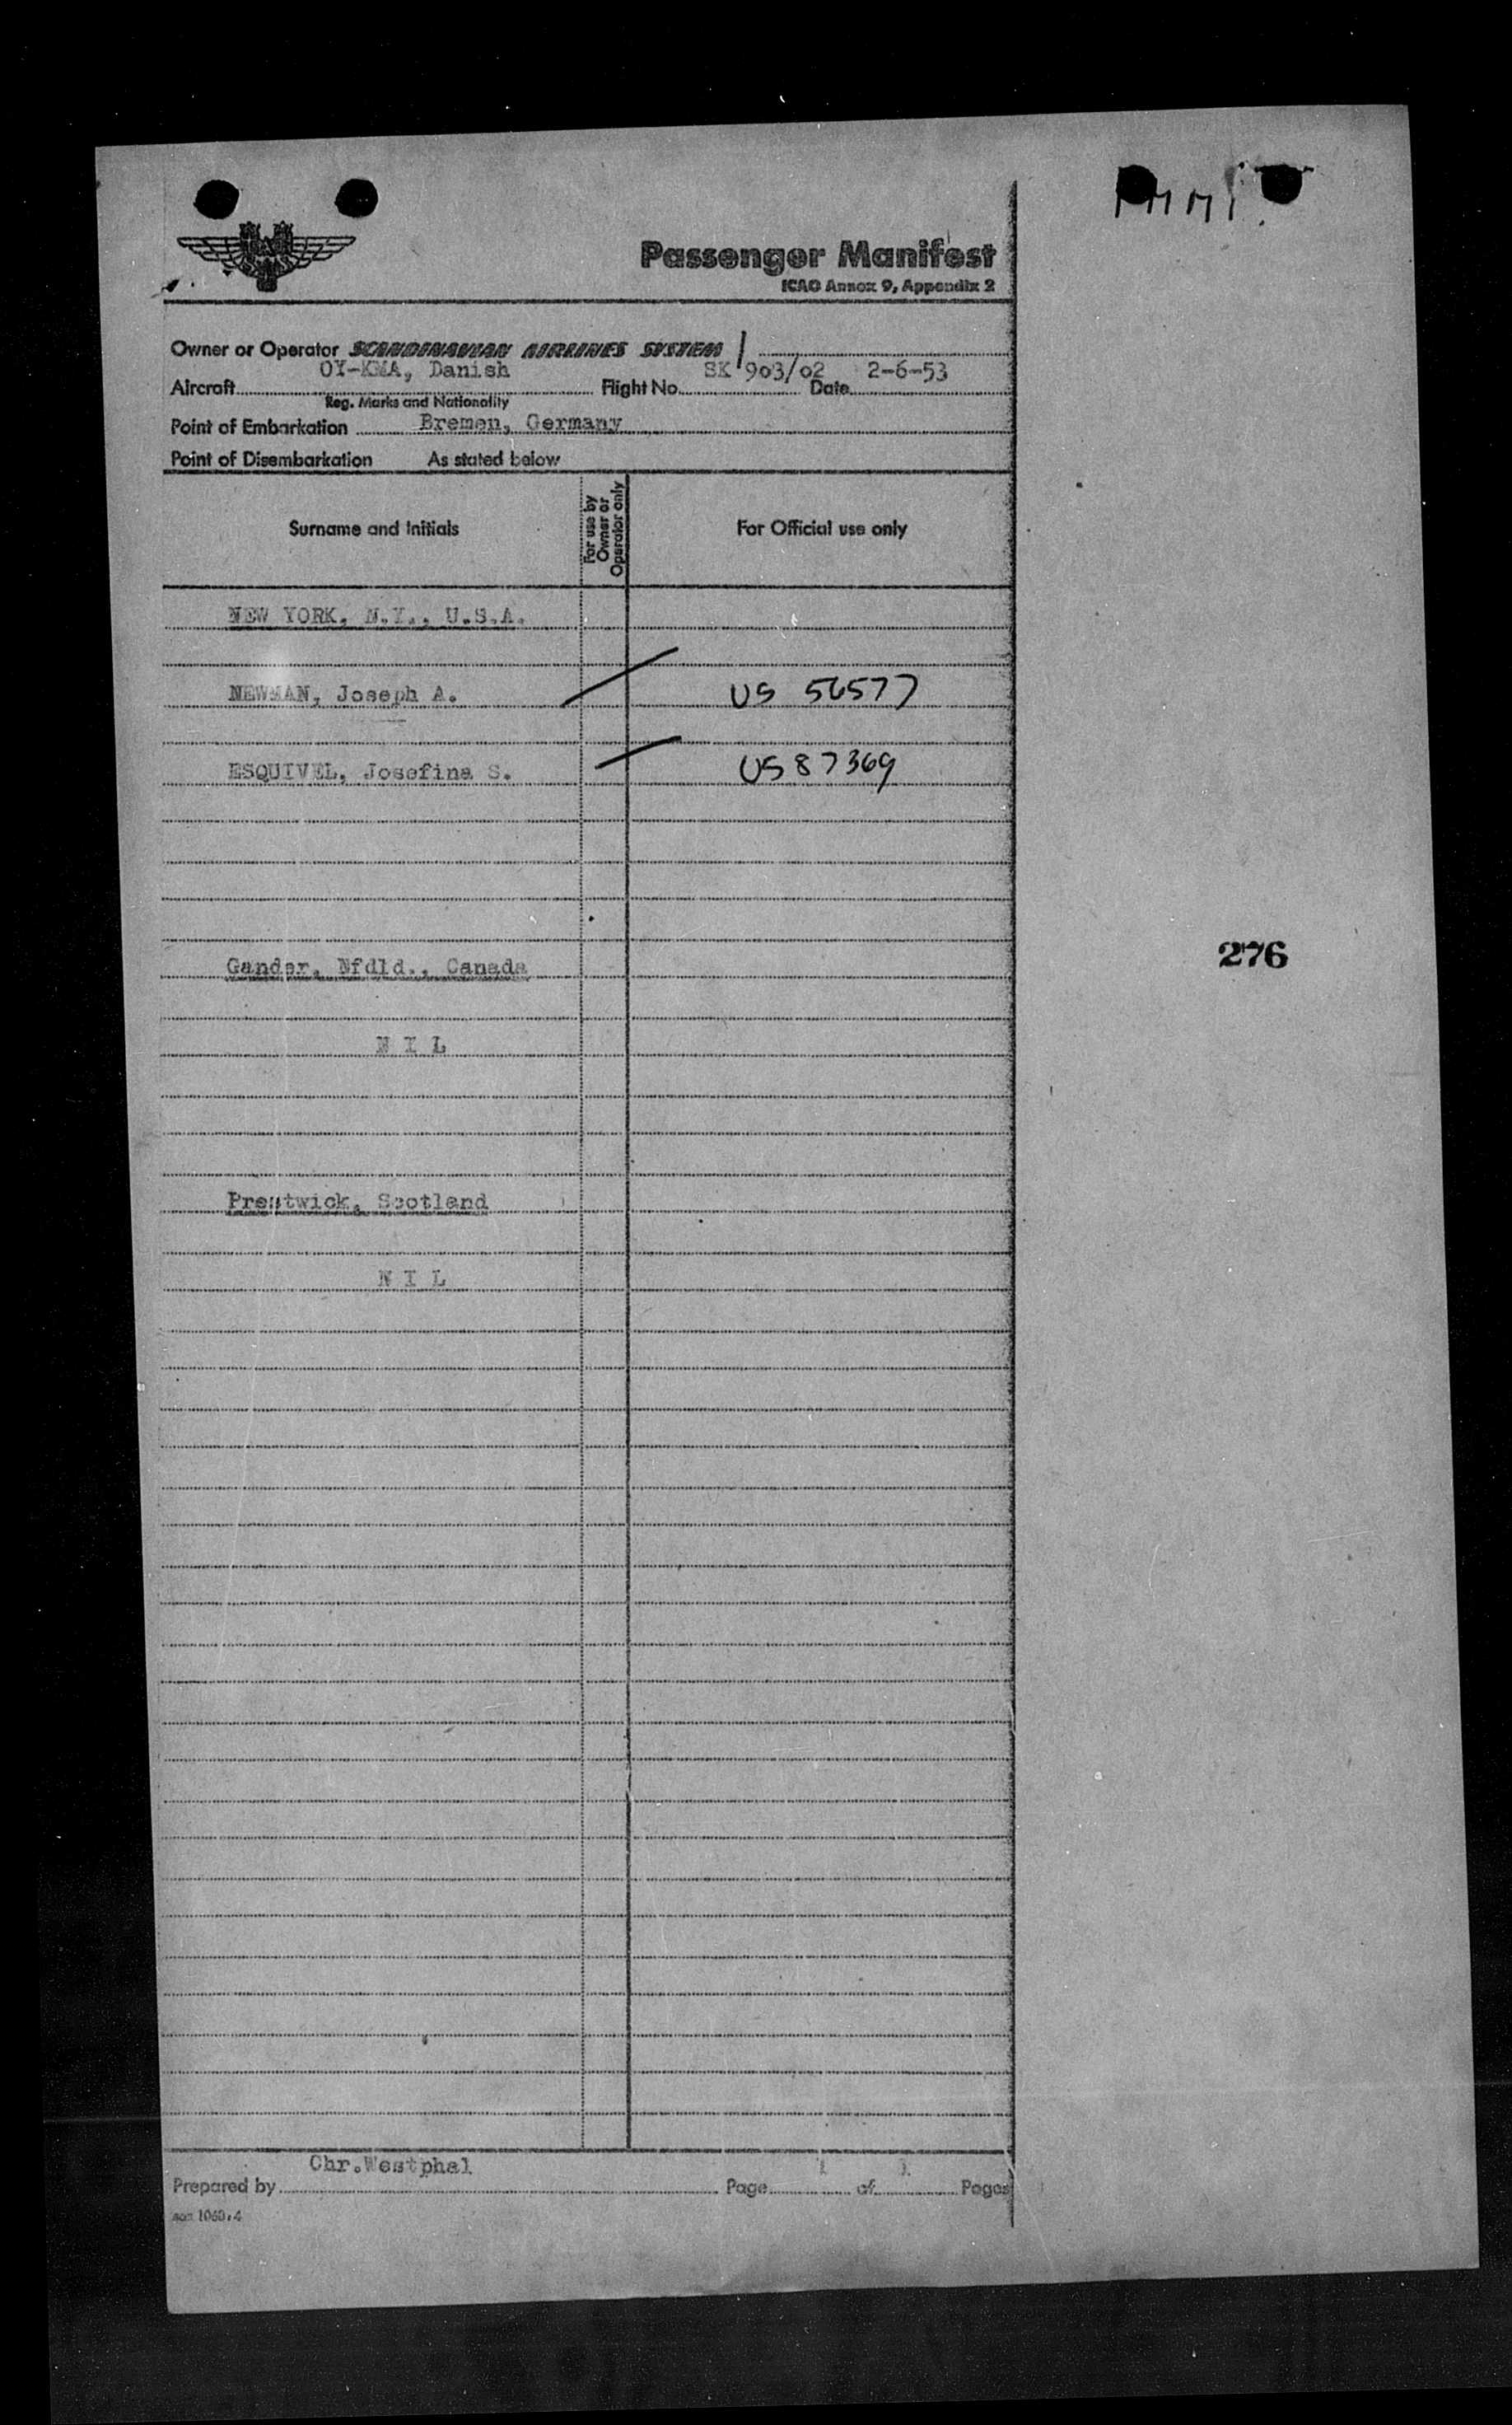 Immi.
Passenger Manifest
ICAO Annex 9, Appendix 2
Owner or Operator SCANDINAVIAN AIRLINES SYSTEM
Aircraft OY-KMA, Danish Flight No. SK 903/02 Date 2-6-53
Reg. Marks and Nationality
Point of Embarkation Bremen, Germany
Point of Disembarkation As stated below
Surname and Initials
For use by
Owner or
Operator only
For Official use only
NEW YORK, N.Y., U.S.A.
NEWMAN, Joseph A. US 56577
ESQUIVEL, Josefina S. US 87369
276
Gander, Nfdld., Canada
N I L
Prestwick, Scotland
N I L
Chr.Westphal
Prepared by Page 1 of 1 Pages
1060.4